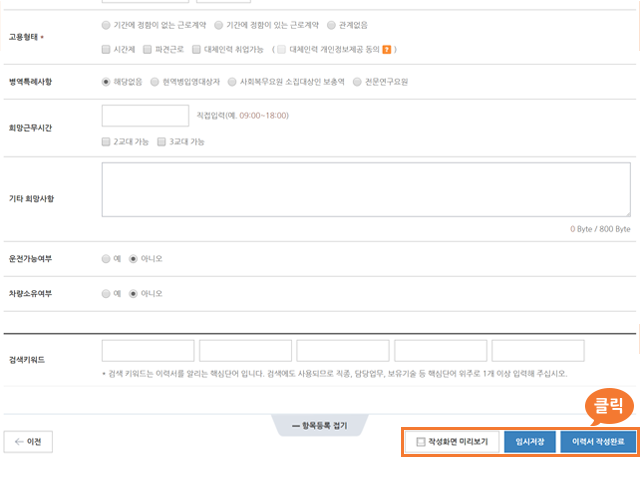 기간에 정함이 없는 근로계약 기간에 정함이 있는 근로계약 관계없음
고용형태 *
시간제 파견근로 대체인력 취업가능 ( 대체인력 개인정보제공 동의 ? )
병역특례사항 해당없음 현역병입영대상자 사회복무요원 소집대상인 보충역 전문연구요원
직접입력(예. 09:00~18:00)
희망근무시간
2교대 가능 3교대 가능
기타 희망사항
0 Byte / 800 Byte
운전가능여부 예 아니오
차량소유여부 예 아니오
검색키워드
* 검색 키워드는 이력서를 알리는 핵심단어 입니다. 검색에도 사용되므로 직종, 담당업무, 보유기술 등 핵심단어 위주로 1개 이상 입력해 주십시오.
클릭
— 항목등록 접기
← 이전 작성화면 미리보기 임시저장 이력서 작성완료